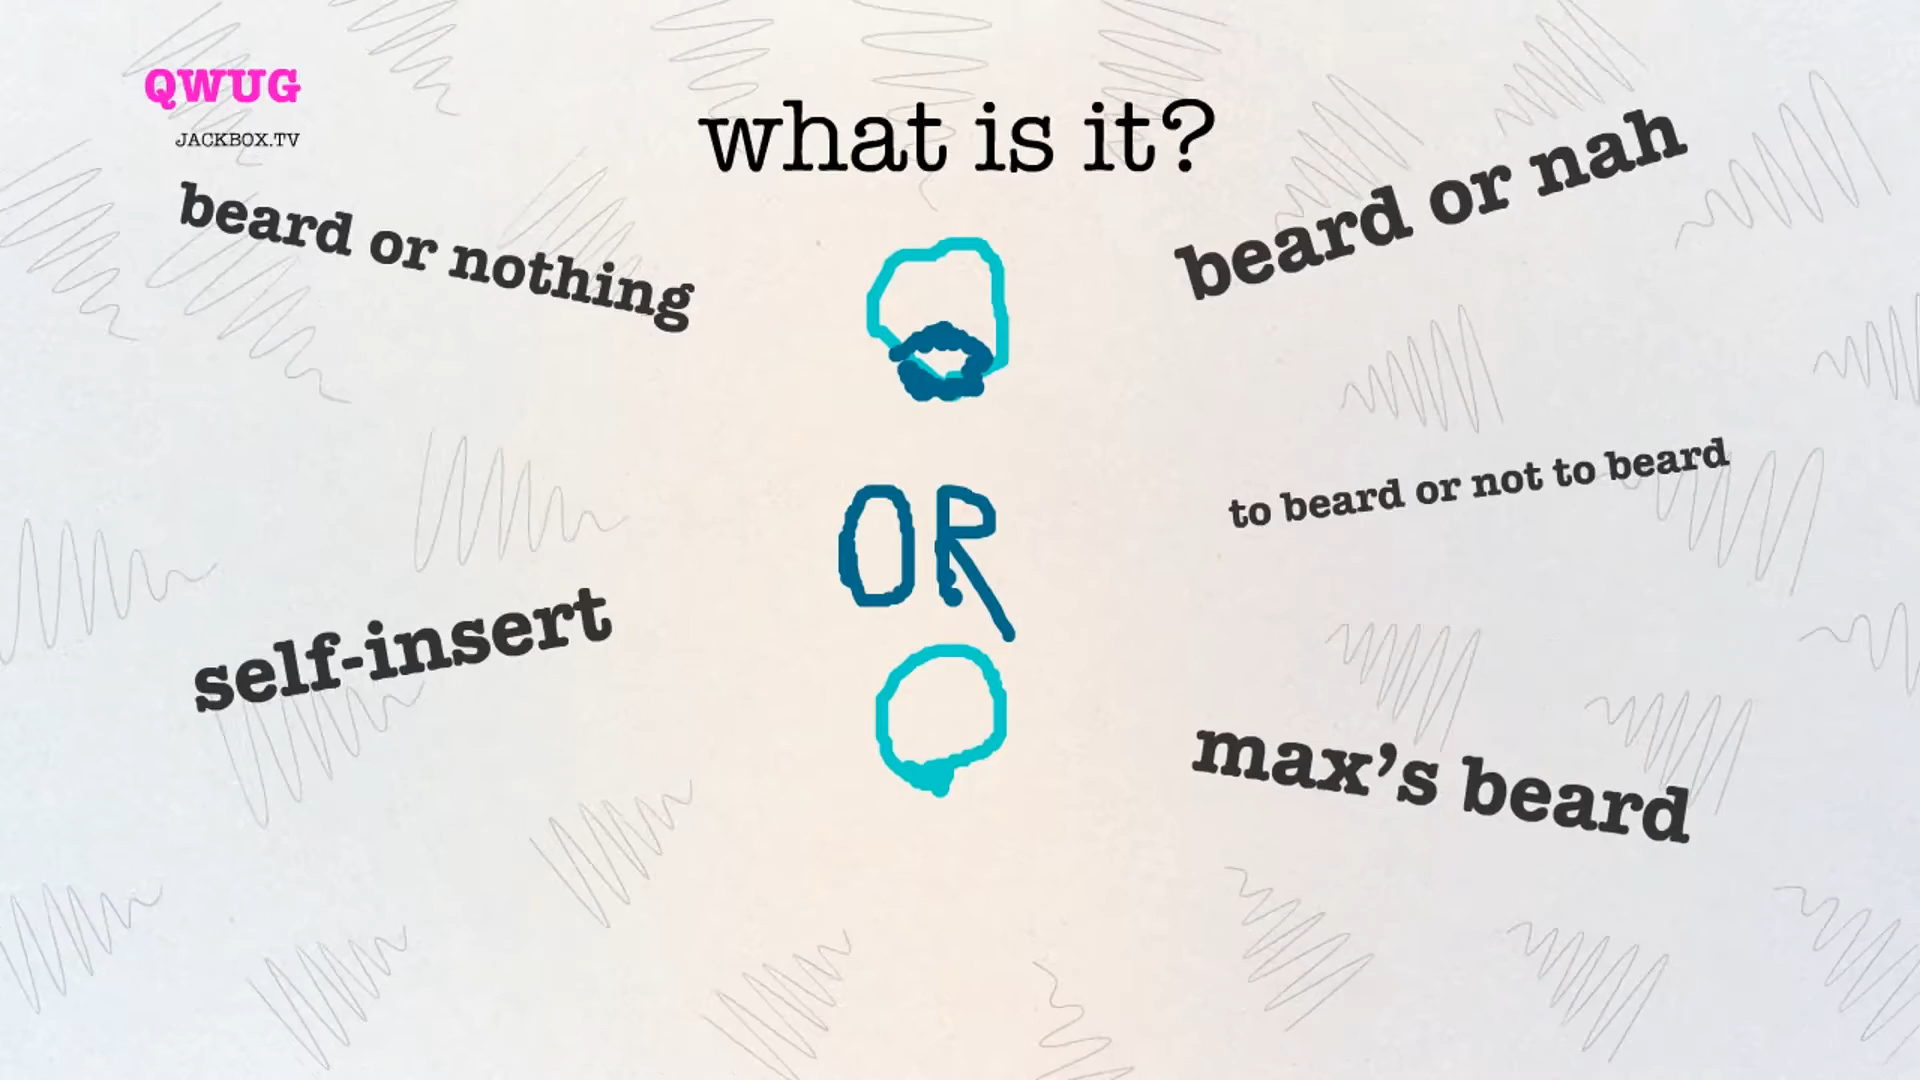 QWUG
JACKBOX.TV
what is it?
beard or nothing
beard or nah
OR
to beard or not to beard
self-insert
max’s beard